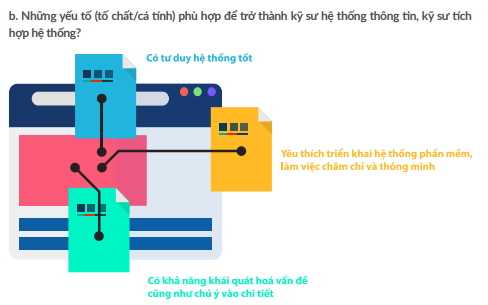 b. Những yếu tố (tố chất/cá tính) phù hợp để trở thành kỹ sư hệ thống thông tin, kỹ sư tích
hợp hệ thống?
Có tư duy hệ thống tốt
Yêu thích triển khai hệ thống phần mềm,
làm việc chăm chỉ và thông minh
Có khả năng khái quát hoá vấn đề
cũng như chú ý vào chi tiết